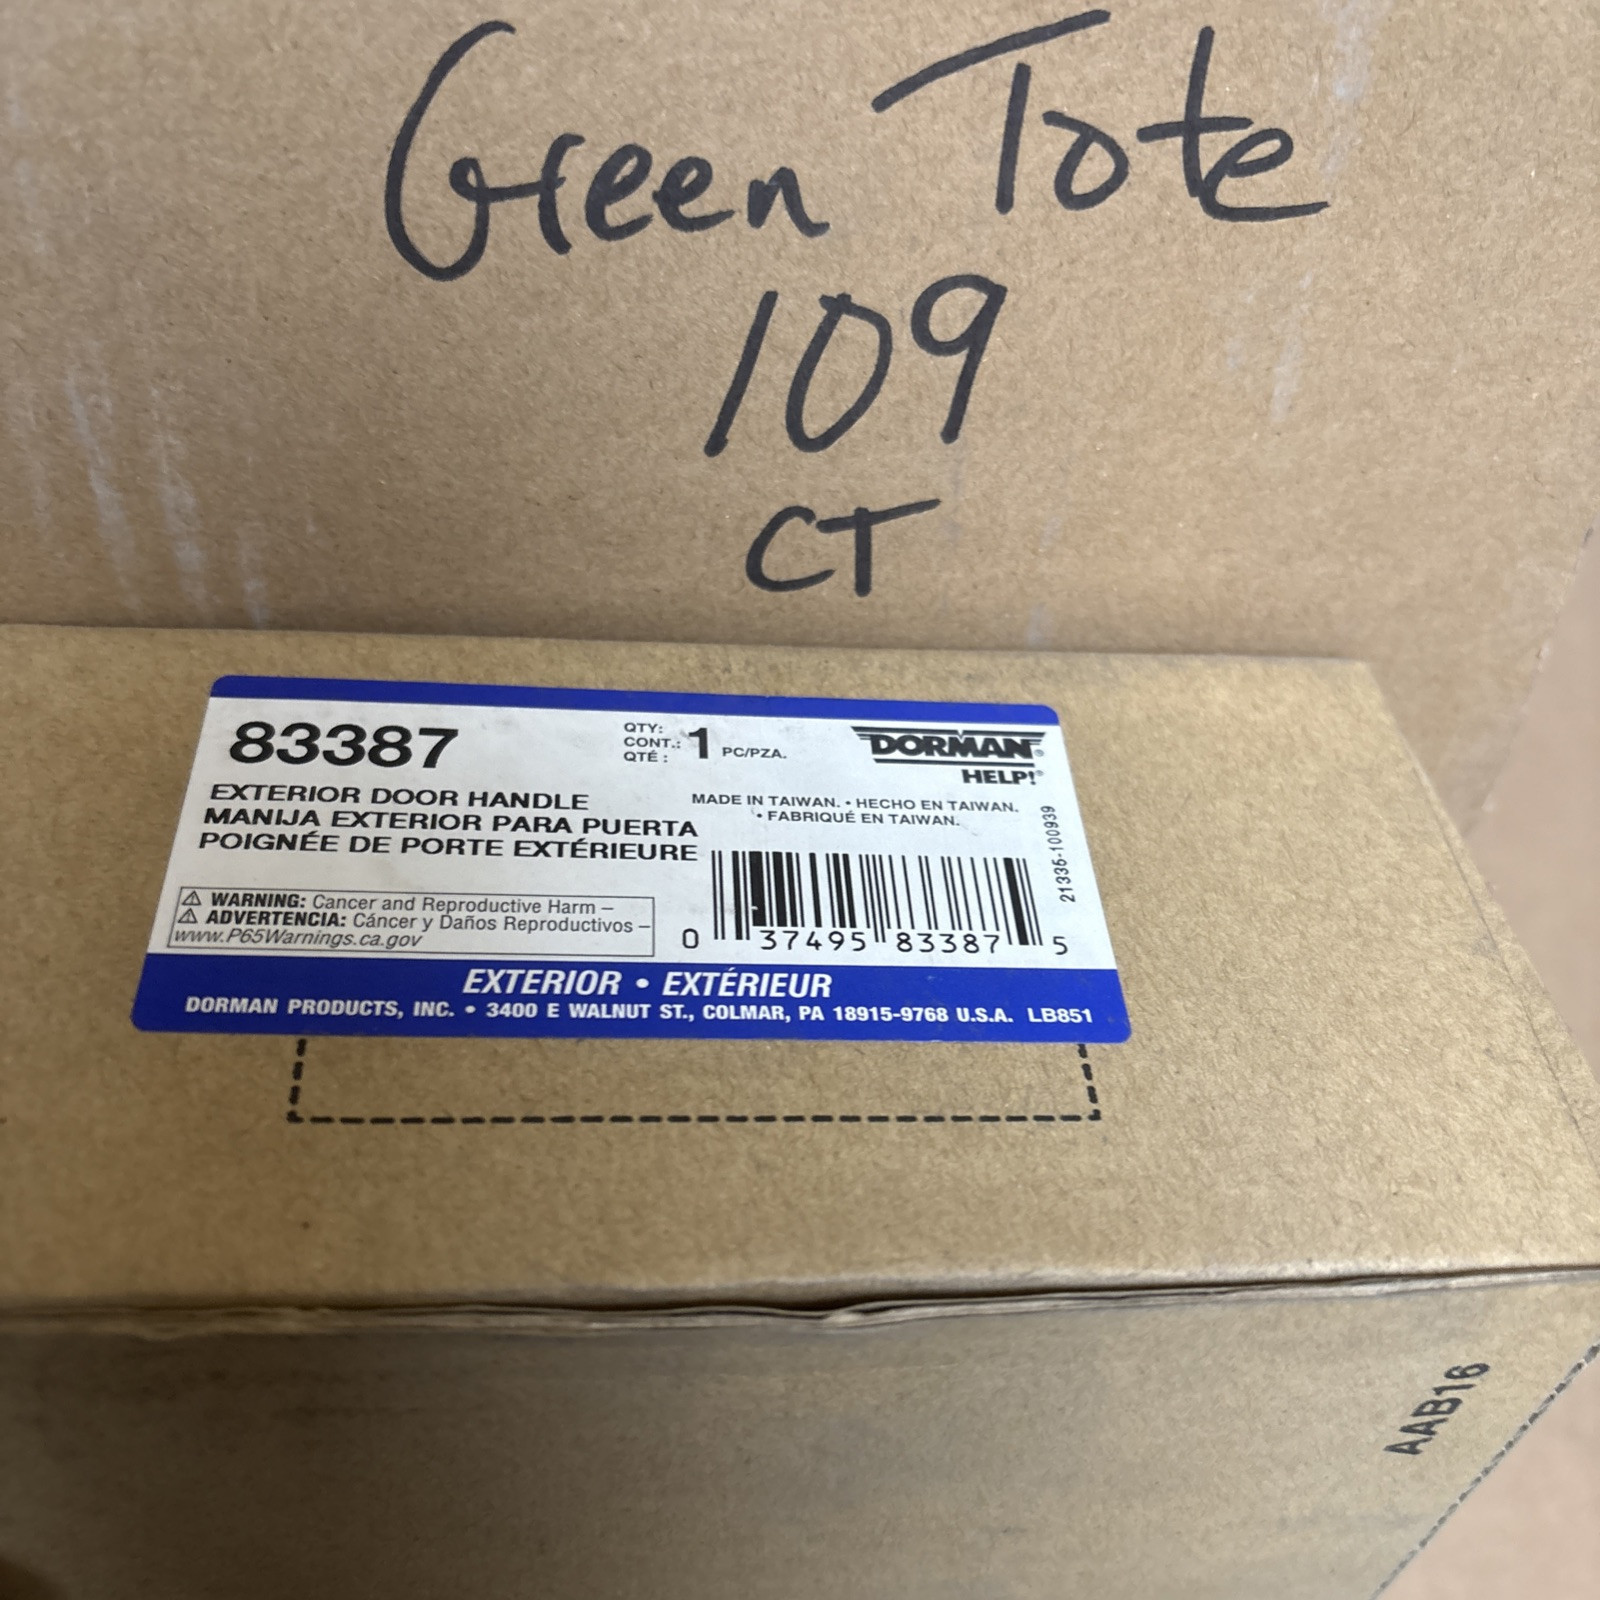 Green Tote
109
CT
83387
QTY:
CONT.: 1 PC/PZA.
QTÉ :
DORMAN®
HELP!®
EXTERIOR DOOR HANDLE
MANIJA EXTERIOR PARA PUERTA
POIGNÉE DE PORTE EXTÉRIEURE
MADE IN TAIWAN. • HECHO EN TAIWAN.
• FABRIQUÉ EN TAIWAN.
21335-100939
⚠ WARNING: Cancer and Reproductive Harm –
⚠ ADVERTENCIA: Cáncer y Daños Reproductivos –
www.P65Warnings.ca.gov
0 37495 83387 5
EXTERIOR • EXTÉRIEUR
DORMAN PRODUCTS, INC. • 3400 E WALNUT ST., COLMAR, PA 18915-9768 U.S.A. LB851
AAB16